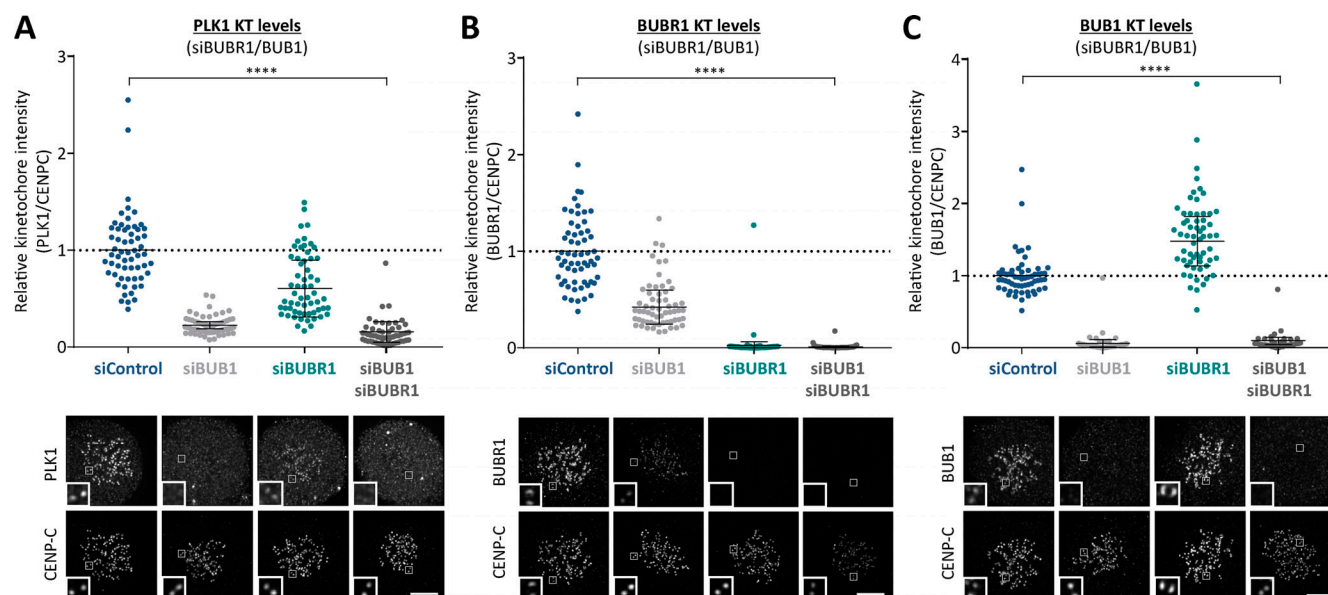 A
PLK1 KT levels
(siBUBR1/BUB1)
****
Relative kinetochore intensity
(PLK1/CENPC)
3
2
1
0
siControl
siBUB1
siBUBR1
siBUB1
siBUBR1
PLK1
CENP-C
B
BUBR1 KT levels
(siBUBR1/BUB1)
****
Relative kinetochore intensity
(BUBR1/CENPC)
3
2
1
0
siControl
siBUB1
siBUBR1
siBUB1
siBUBR1
BUBR1
CENP-C
C
BUB1 KT levels
(siBUBR1/BUB1)
****
Relative kinetochore intensity
(BUB1/CENPC)
4
3
2
1
0
siControl
siBUB1
siBUBR1
siBUB1
siBUBR1
BUB1
CENP-C